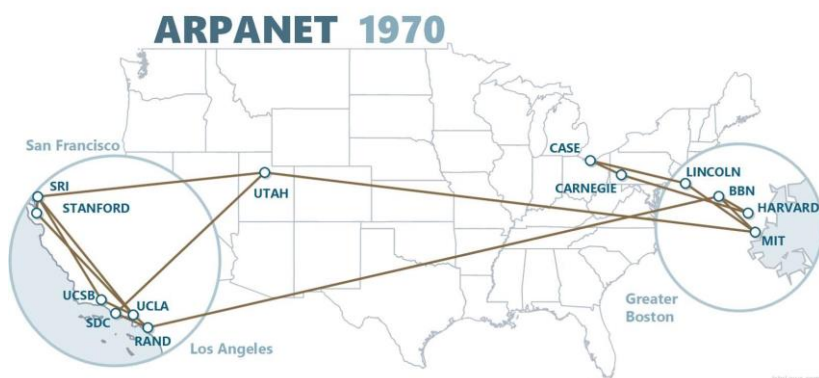 ARPANET 1970
San Francisco
CASE
SRI
UTAH
CARNEGIE
LINCOLN
BBN
STANFORD
HARVARD
MIT
UCSB
UCLA
SDC
RAND
Los Angeles
Greater
Boston